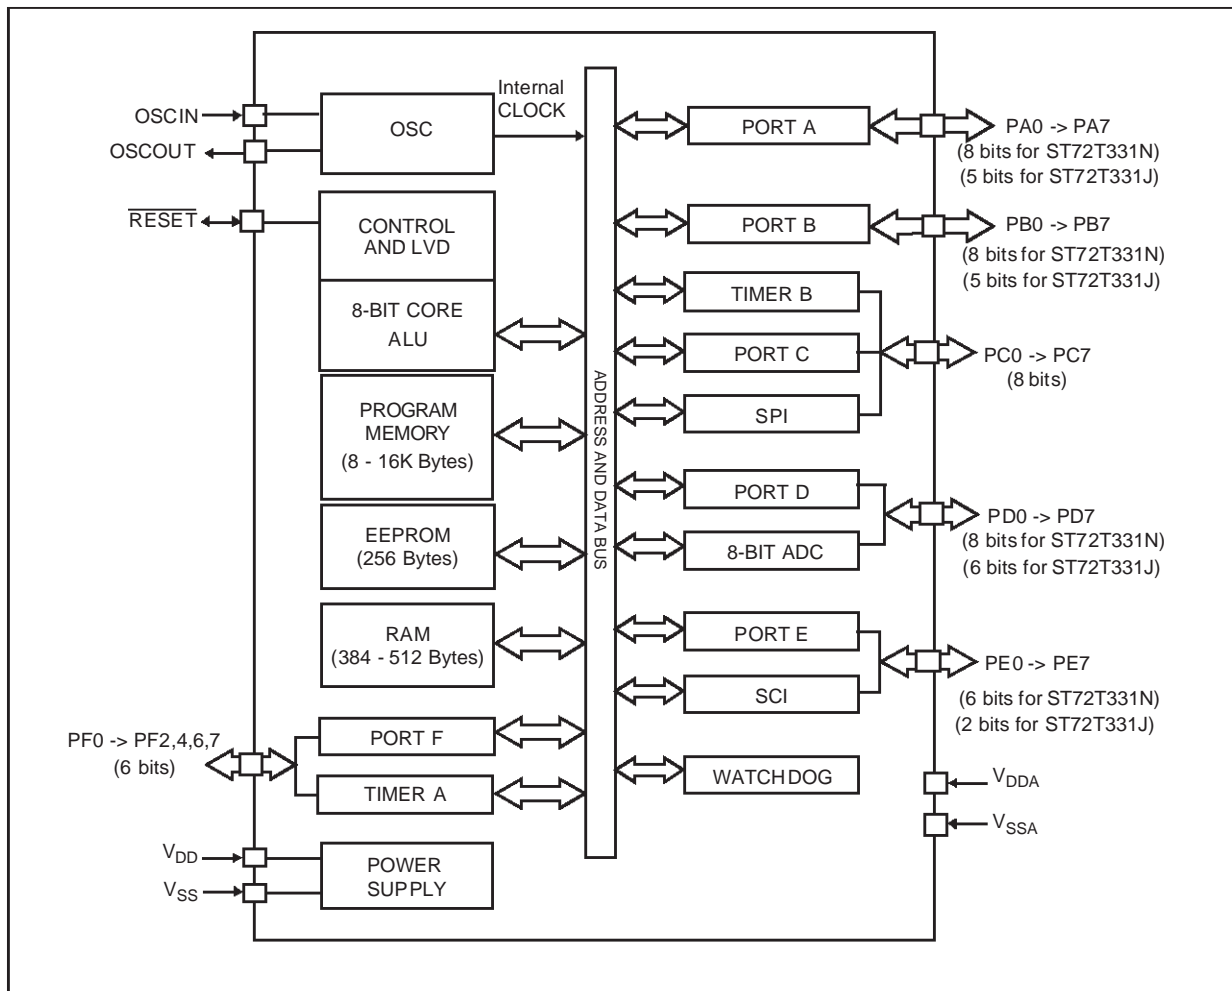 OSCIN
OSCOUT
RESET
OSC
Internal
CLOCK
CONTROL
AND LVD
8-BIT CORE
ALU
PROGRAM
MEMORY
(8 - 16K Bytes)
EEPROM
(256 Bytes)
RAM
(384 - 512 Bytes)
PORT F
TIMER A
PF0 -> PF2,4,6,7
(6 bits)
VDD
VSS
POWER
SUPPLY
ADDRESS AND DATA BUS
PORT A
PA0 -> PA7
(8 bits for ST72T331N)
(5 bits for ST72T331J)
PORT B
PB0 -> PB7
(8 bits for ST72T331N)
(5 bits for ST72T331J)
TIMER B
PORT C
SPI
PC0 -> PC7
(8 bits)
PORT D
8-BIT ADC
PD0 -> PD7
(8 bits for ST72T331N)
(6 bits for ST72T331J)
PORT E
SCI
PE0 -> PE7
(6 bits for ST72T331N)
(2 bits for ST72T331J)
WATCHDOG
VDDA
VSSA